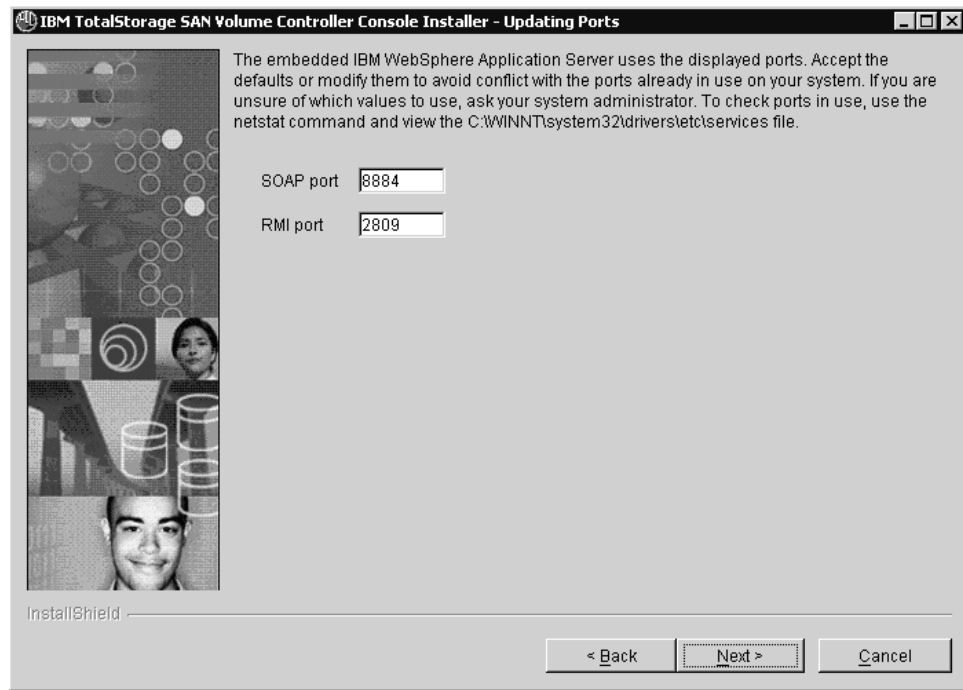 IBM TotalStorage SAN Volume Controller Console Installer - Updating Ports
The embedded IBM WebSphere Application Server uses the displayed ports. Accept the
defaults or modify them to avoid conflict with the ports already in use on your system. If you are
unsure of which values to use, ask your system administrator. To check ports in use, use the
netstat command and view the C:\WINNT\system32\drivers\etc\services file.
SOAP port 8884
RMI port 2809
InstallShield
< Back Next > Cancel